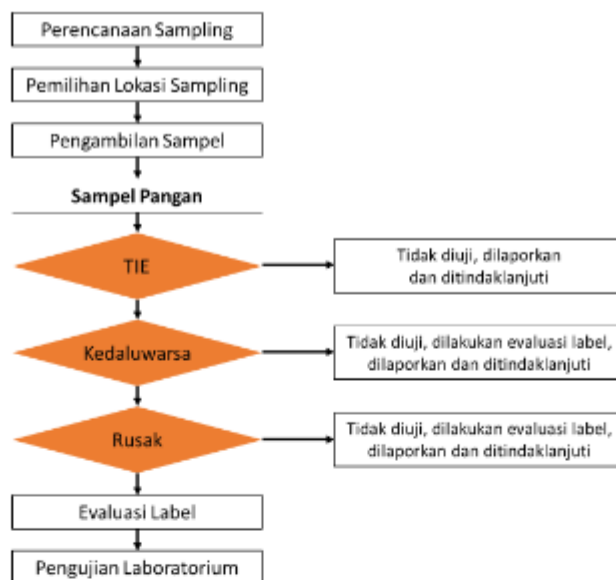 Perencanaan Sampling
Pemilihan Lokasi Sampling
Pengambilan Sampel
Sampel Pangan
TIE
Tidak diuji, dilaporkan
dan ditindaklanjuti
Kedaluwarsa
Tidak diuji, dilakukan evaluasi label,
dilaporkan dan ditindaklanjuti
Rusak
Tidak diuji, dilakukan evaluasi label,
dilaporkan dan ditindaklanjuti
Evaluasi Label
Pengujian Laboratorium